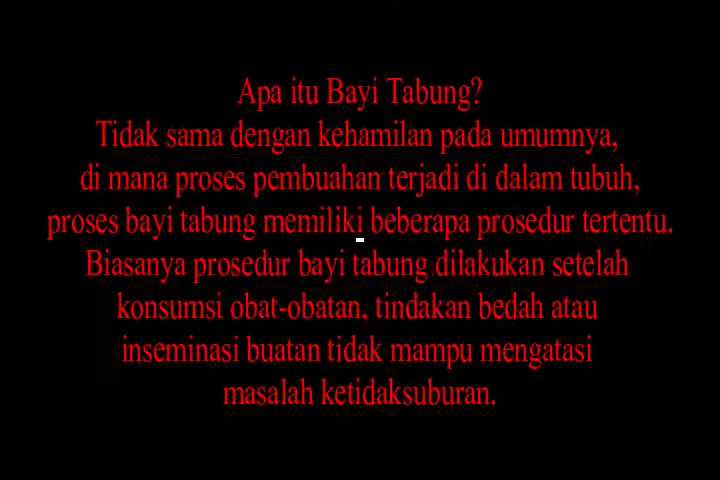 Apa itu Bayi Tabung?
Tidak sama dengan kehamilan pada umumnya,
di mana proses pembuahan terjadi di dalam tubuh,
proses bayi tabung memiliki beberapa prosedur tertentu.
Biasanya prosedur bayi tabung dilakukan setelah
konsumsi obat-obatan, tindakan bedah atau
inseminasi buatan tidak mampu mengatasi
masalah ketidaksuburan.